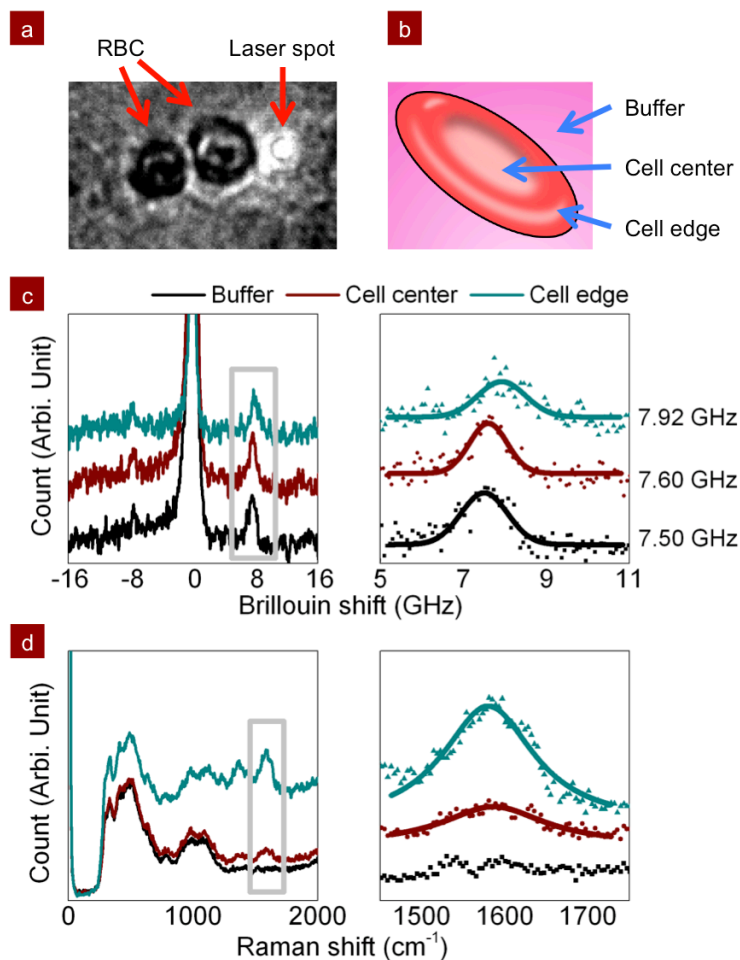 a
RBC
Laser spot
b
Buffer
Cell center
Cell edge
c
Buffer Cell center Cell edge
Count (Arbi. Unit)
7.92 GHz
7.60 GHz
7.50 GHz
-16 -8 0 8 16
5 7 9 11
Brillouin shift (GHz)
d
Count (Arbi. Unit)
0 1000 2000
1500 1600 1700
Raman shift (cm-1)